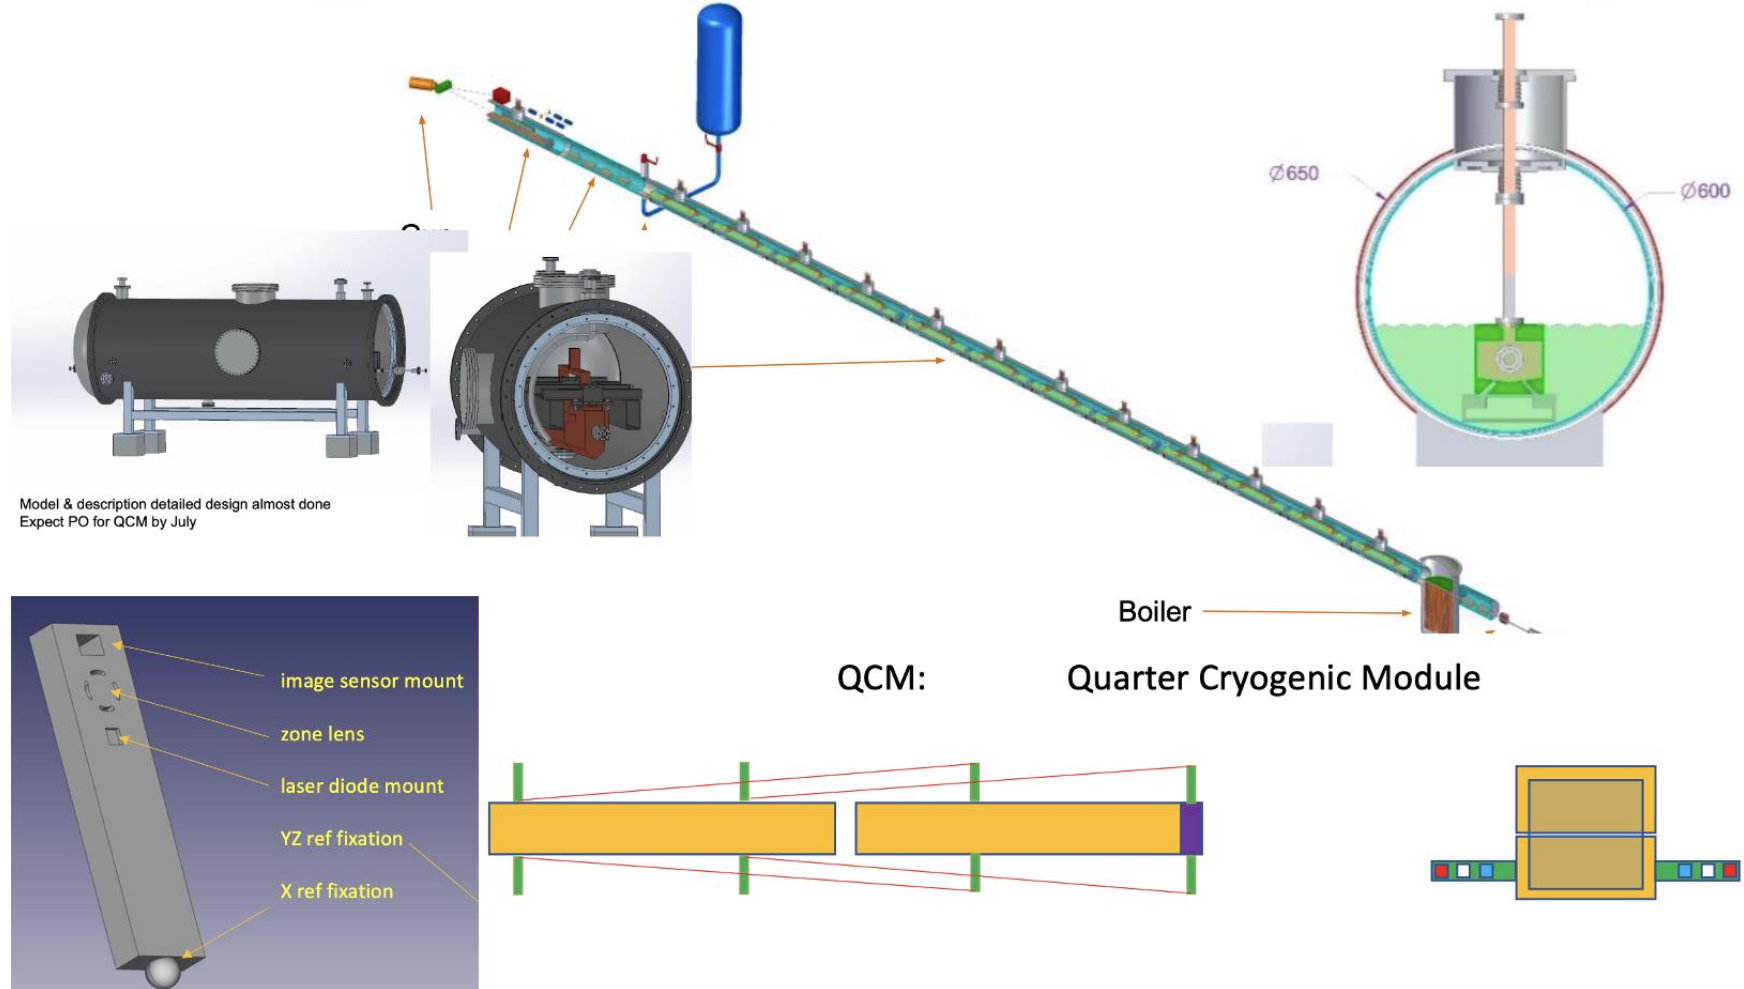 Ø650
Ø600
Model & description detailed design almost done
Expect PO for QCM by July
Boiler
QCM: Quarter Cryogenic Module
image sensor mount
zone lens
laser diode mount
YZ ref fixation
X ref fixation